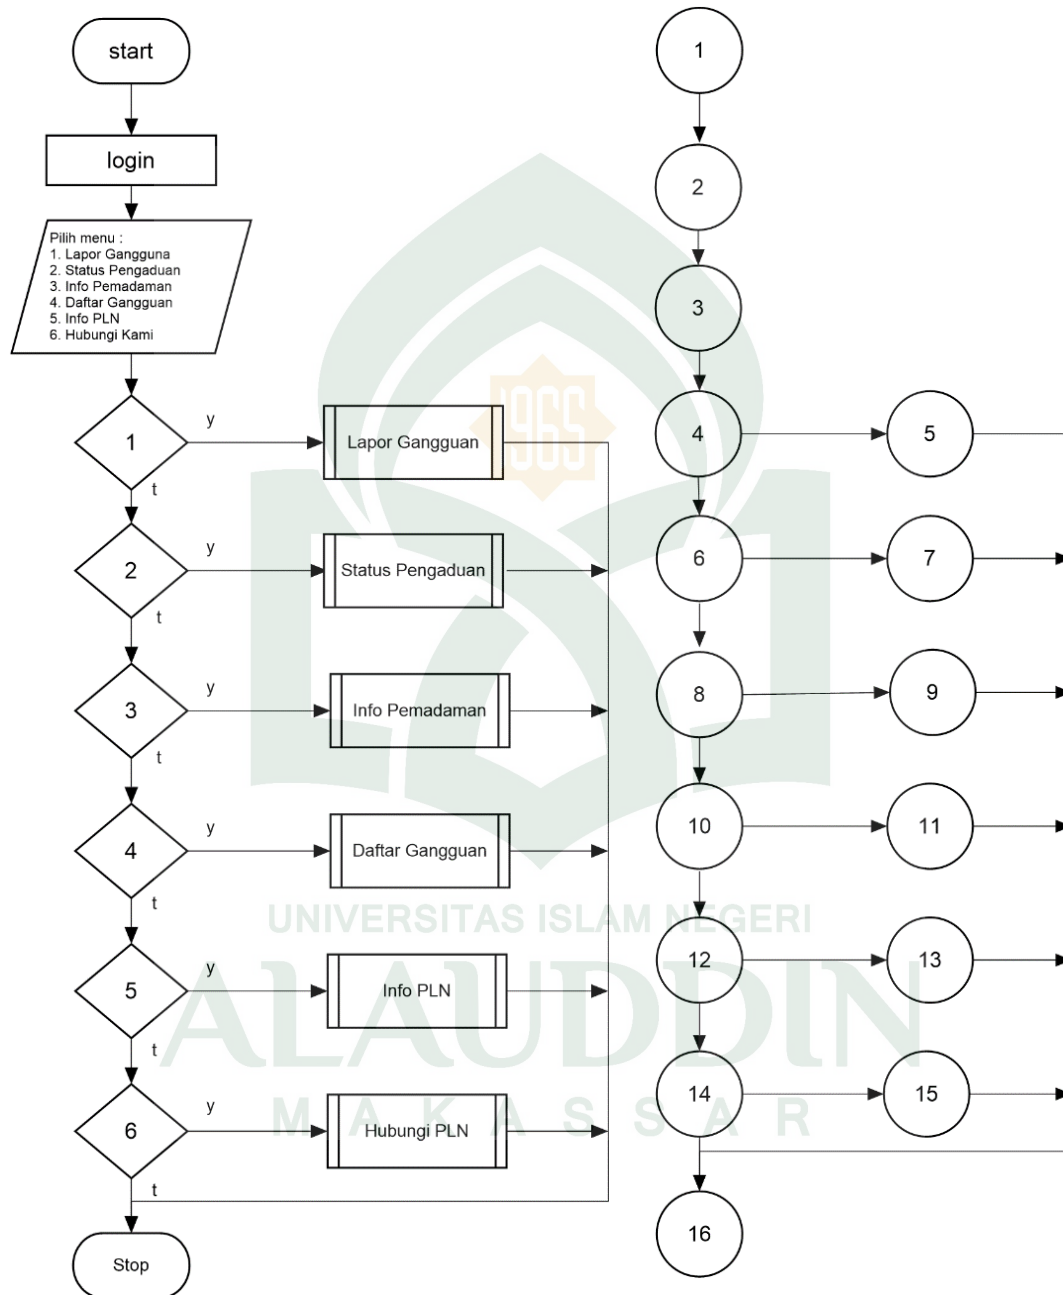 start
login
Pilih menu :
1. Lapor Gangguna
2. Status Pengaduan
3. Info Pemadaman
4. Daftar Gangguan
5. Info PLN
6. Hubungi Kami
1
y
Lapor Gangguan
t
2
y
Status Pengaduan
t
3
y
Info Pemadaman
t
4
y
Daftar Gangguan
t
5
y
Info PLN
t
6
y
Hubungi PLN
t
Stop
1
2
3
4
5
6
7
8
9
10
11
12
13
14
15
16
1965
UNIVERSITAS ISLAM NEGERI
ALAUDDIN
MAKASSAR